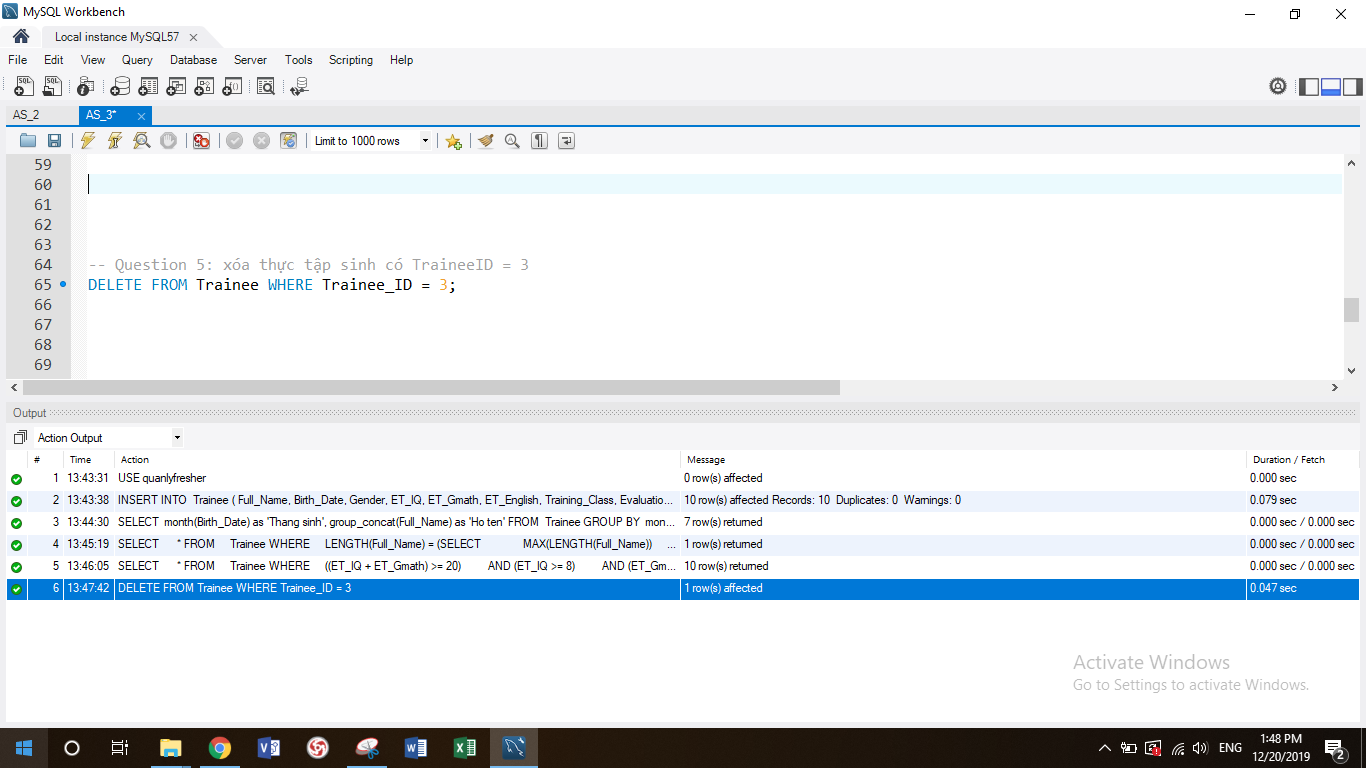 MySQL Workbench
Local instance MySQL57
File Edit View Query Database Server Tools Scripting Help
AS_2 AS_3*
Limit to 1000 rows
59
60
61
62
63
64 -- Question 5: xóa thực tập sinh có TraineeID = 3
65 DELETE FROM Trainee WHERE Trainee_ID = 3;
66
67
68
69
Output
Action Output
# Time Action Message Duration / Fetch
1 13:43:31 USE quanlyfresher 0 row(s) affected 0.000 sec
2 13:43:38 INSERT INTO Trainee ( Full_Name, Birth_Date, Gender, ET_IQ, ET_Gmath, ET_English, Training_Class, Evaluatio... 10 row(s) affected Records: 10 Duplicates: 0 Warnings: 0 0.079 sec
3 13:44:30 SELECT month(Birth_Date) as 'Thang sinh', group_concat(Full_Name) as 'Ho ten' FROM Trainee GROUP BY mon... 7 row(s) returned 0.000 sec / 0.000 sec
4 13:45:19 SELECT * FROM Trainee WHERE LENGTH(Full_Name) = (SELECT MAX(LENGTH(Full_Name)) ... 1 row(s) returned 0.000 sec / 0.000 sec
5 13:46:05 SELECT * FROM Trainee WHERE ((ET_IQ + ET_Gmath) >= 20) AND (ET_IQ >= 8) AND (ET_Gm... 10 row(s) returned 0.000 sec / 0.000 sec
6 13:47:42 DELETE FROM Trainee WHERE Trainee_ID = 3 1 row(s) affected 0.047 sec
Activate Windows
Go to Settings to activate Windows.
ENG 1:48 PM
12/20/2019
2